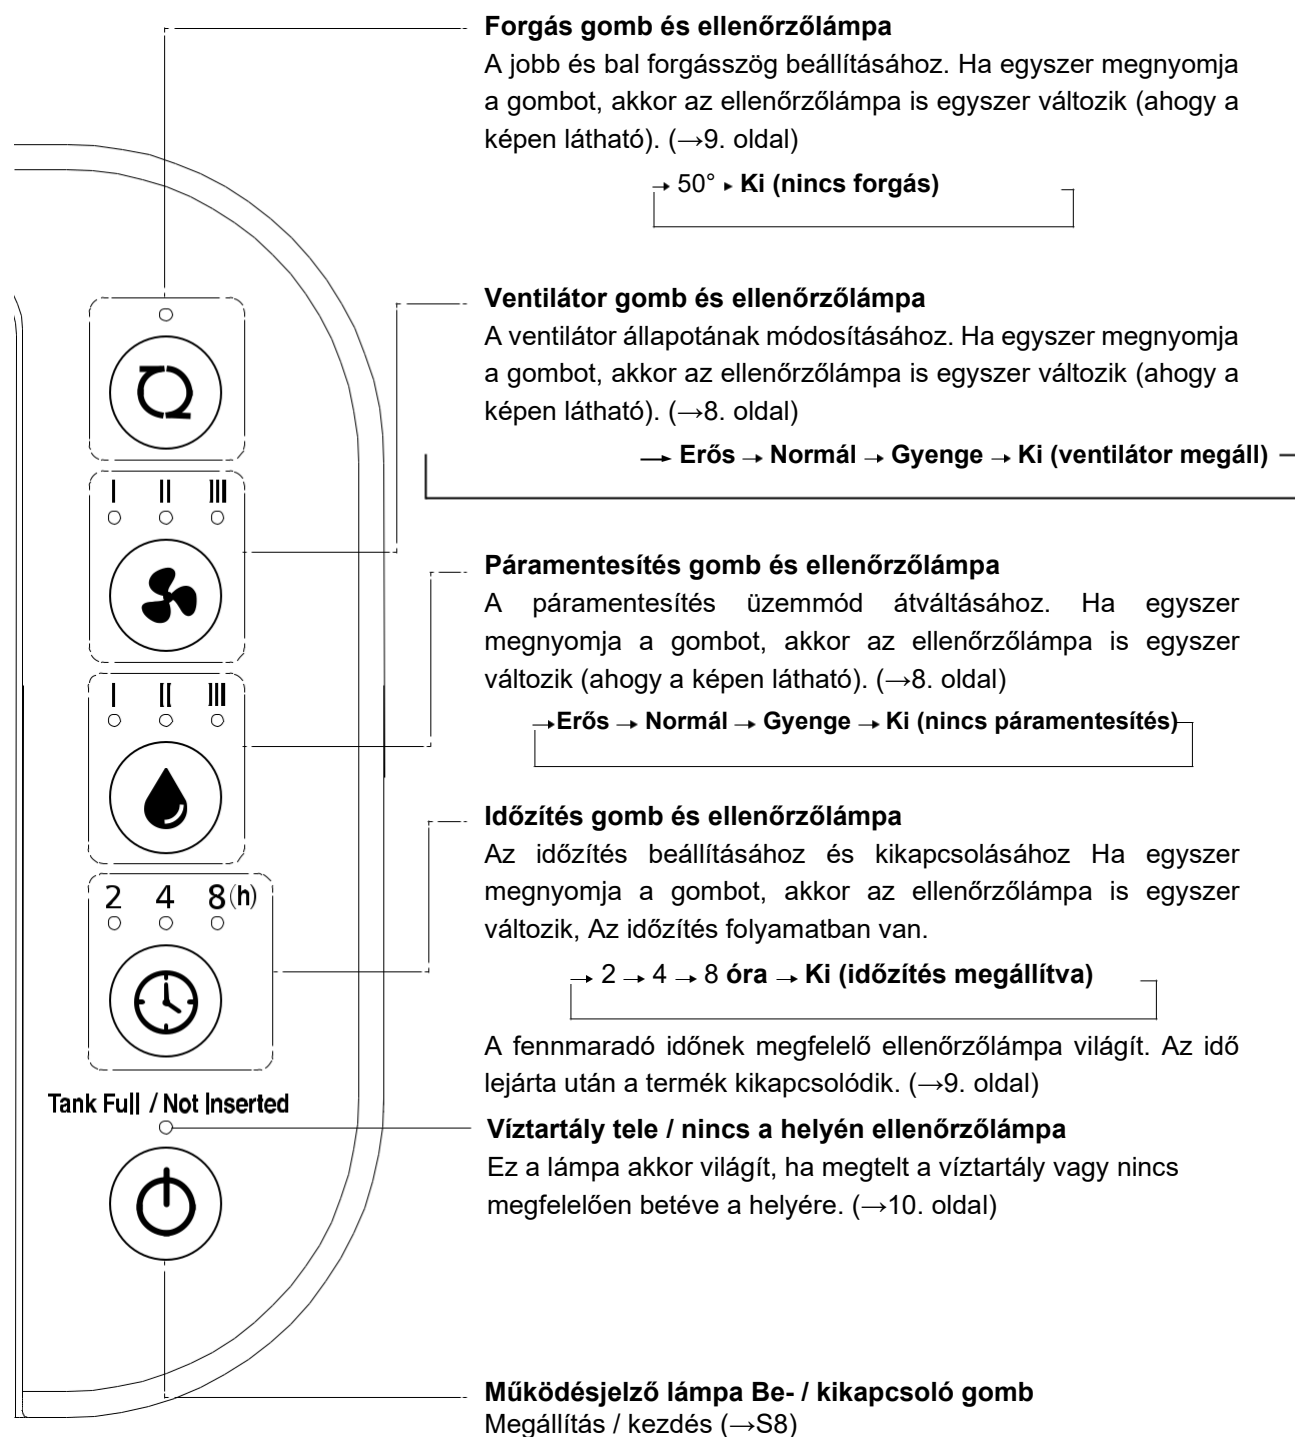 Forgás gomb és ellenőrzőlámpa
A jobb és bal forgásszög beállításához. Ha egyszer megnyomja
a gombot, akkor az ellenőrzőlámpa is egyszer változik (ahogy a
képen látható). (→9. oldal)
→ 50° ▸ Ki (nincs forgás)
Ventilátor gomb és ellenőrzőlámpa
A ventilátor állapotának módosításához. Ha egyszer megnyomja
a gombot, akkor az ellenőrzőlámpa is egyszer változik (ahogy a
képen látható). (→8. oldal)
→ Erős → Normál → Gyenge → Ki (ventilátor megáll)
I II III
Páramentesítés gomb és ellenőrzőlámpa
A páramentesítés üzemmód átváltásához. Ha egyszer
megnyomja a gombot, akkor az ellenőrzőlámpa is egyszer
változik (ahogy a képen látható). (→8. oldal)
I II III
→Erős → Normál → Gyenge → Ki (nincs páramentesítés)
Időzítés gomb és ellenőrzőlámpa
Az időzítés beállításához és kikapcsolásához Ha egyszer
megnyomja a gombot, akkor az ellenőrzőlámpa is egyszer
változik, Az időzítés folyamatban van.
2 4 8 (h)
→ 2 → 4 → 8 óra → Ki (időzítés megállítva)
A fennmaradó időnek megfelelő ellenőrzőlámpa világít. Az idő
lejárta után a termék kikapcsolódik. (→9. oldal)
Tank Full / Not Inserted
Víztartály tele / nincs a helyén ellenőrzőlámpa
Ez a lámpa akkor világít, ha megtelt a víztartály vagy nincs
megfelelően betéve a helyére. (→10. oldal)
Működésjelző lámpa Be- / kikapcsoló gomb
Megállítás / kezdés (→S8)